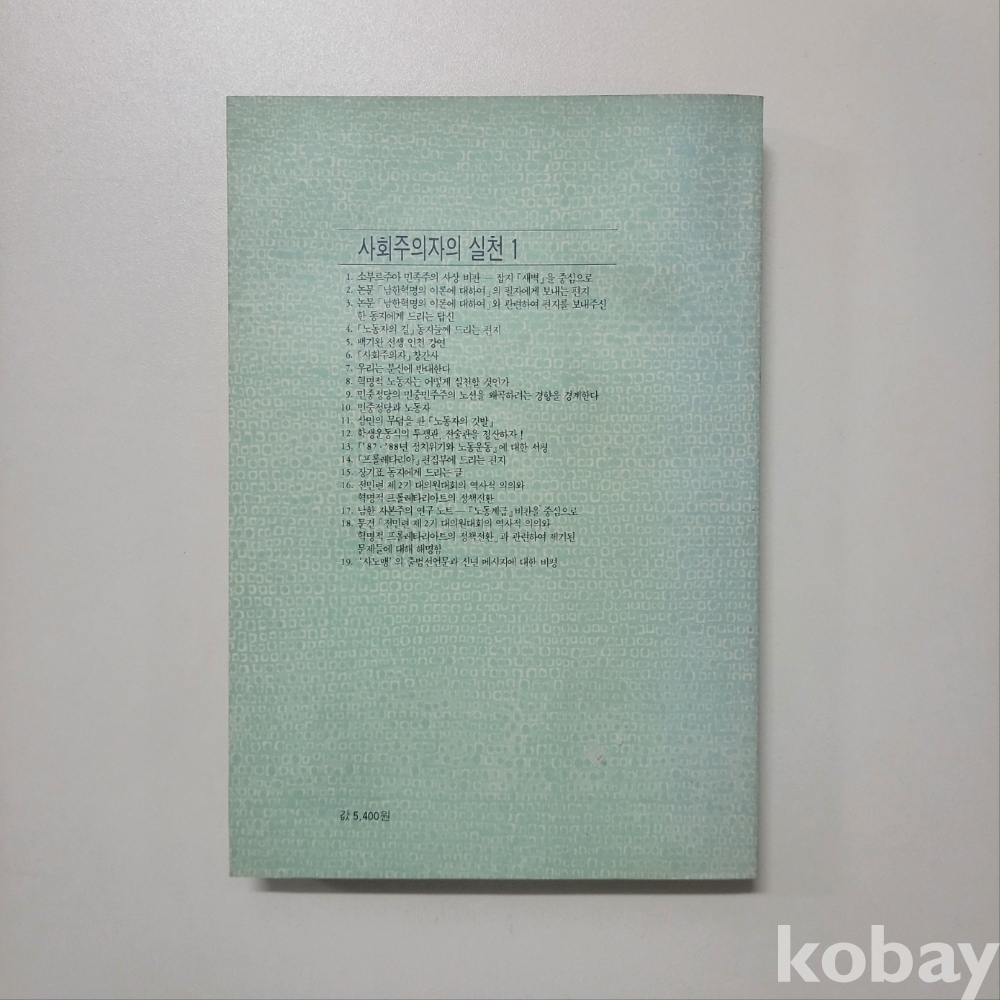 사회주의자의 실천 1
1. 소부르주아 민족주의 사상 비판 — 잡지 「새벽」을 중심으로
2. 논문 「남한혁명의 이론에 대하여」의 필자에게 보내는 편지
3. 논문 「남한혁명의 이론에 대하여」와 관련하여 편지를 보내주신
한 동지에게 드리는 답신
4. 「노동자의 길」 동지들께 드리는 편지
5. 백기완 선생 인천 강연
6. 「사회주의자」 창간사
7. 우리는 분신에 반대한다
8. 혁명적 노동자는 어떻게 실천할 것인가
9. 민중정당의 민중민주주의 노선을 왜곡하려는 경향을 경계한다
10. 민중정당과 노동자
11. 상민의 무덤을 판 「노동자의 깃발」
12. 학생운동식의 투쟁관, 전술관을 청산하자!
13. 「'87·'88년 정치위기와 노동운동」에 대한 서평
14. 「프롤레타리아」 편집부에 드리는 편지
15. 장기표 동지에게 드리는 글
16. 전민련 제2기 대의원대회의 역사적 의의와
혁명적 프롤레타리아트의 정책전환
17. 남한 자본주의 연구 노트 — 『노동계급』 비판을 중심으로
18. 문건 「전민련 제2기 대의원대회의 역사적 의의와
혁명적 프롤레타리아트의 정책전환」과 관련하여 제기된
문제들에 대해 해명함
19. '사노맹'의 출범선언문과 신년 메시지에 대한 비평
값 5,400원
kobay